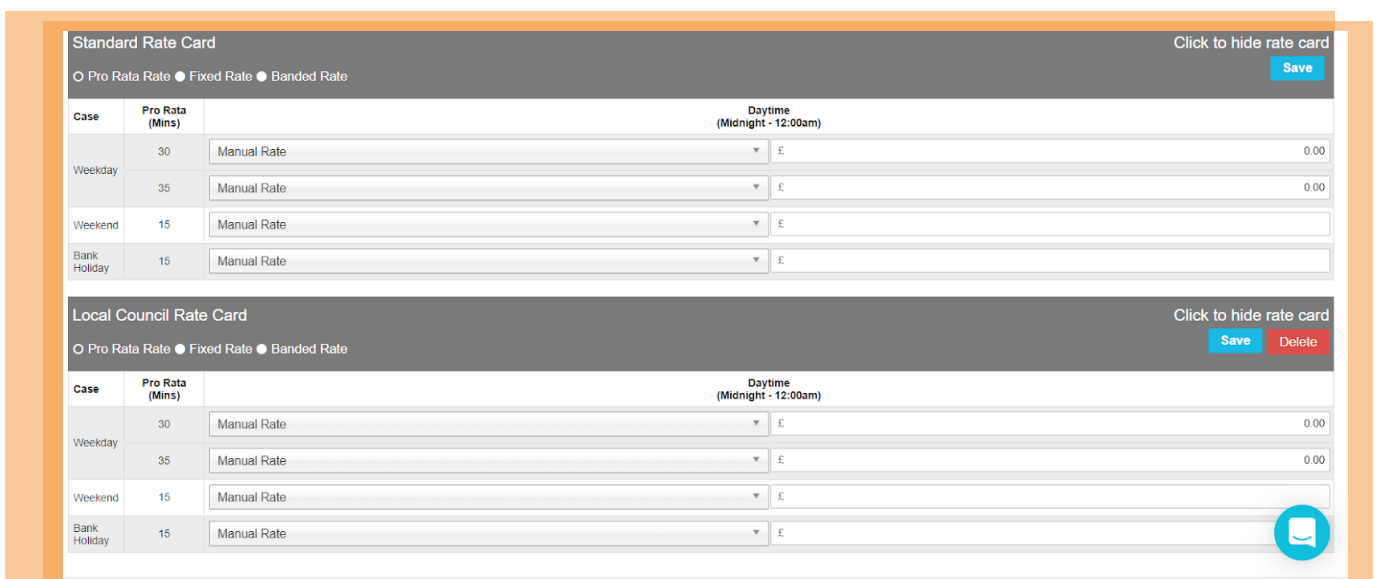 Standard Rate Card Click to hide rate card
Pro Rata Rate Fixed Rate Banded Rate Save
Case Pro Rata (Mins) Daytime (Midnight - 12:00am)
Weekday 30 Manual Rate £ 0.00
35 Manual Rate £ 0.00
Weekend 15 Manual Rate £
Bank Holiday 15 Manual Rate £
Local Council Rate Card Click to hide rate card
Pro Rata Rate Fixed Rate Banded Rate Save Delete
Case Pro Rata (Mins) Daytime (Midnight - 12:00am)
Weekday 30 Manual Rate £ 0.00
35 Manual Rate £ 0.00
Weekend 15 Manual Rate £
Bank Holiday 15 Manual Rate £